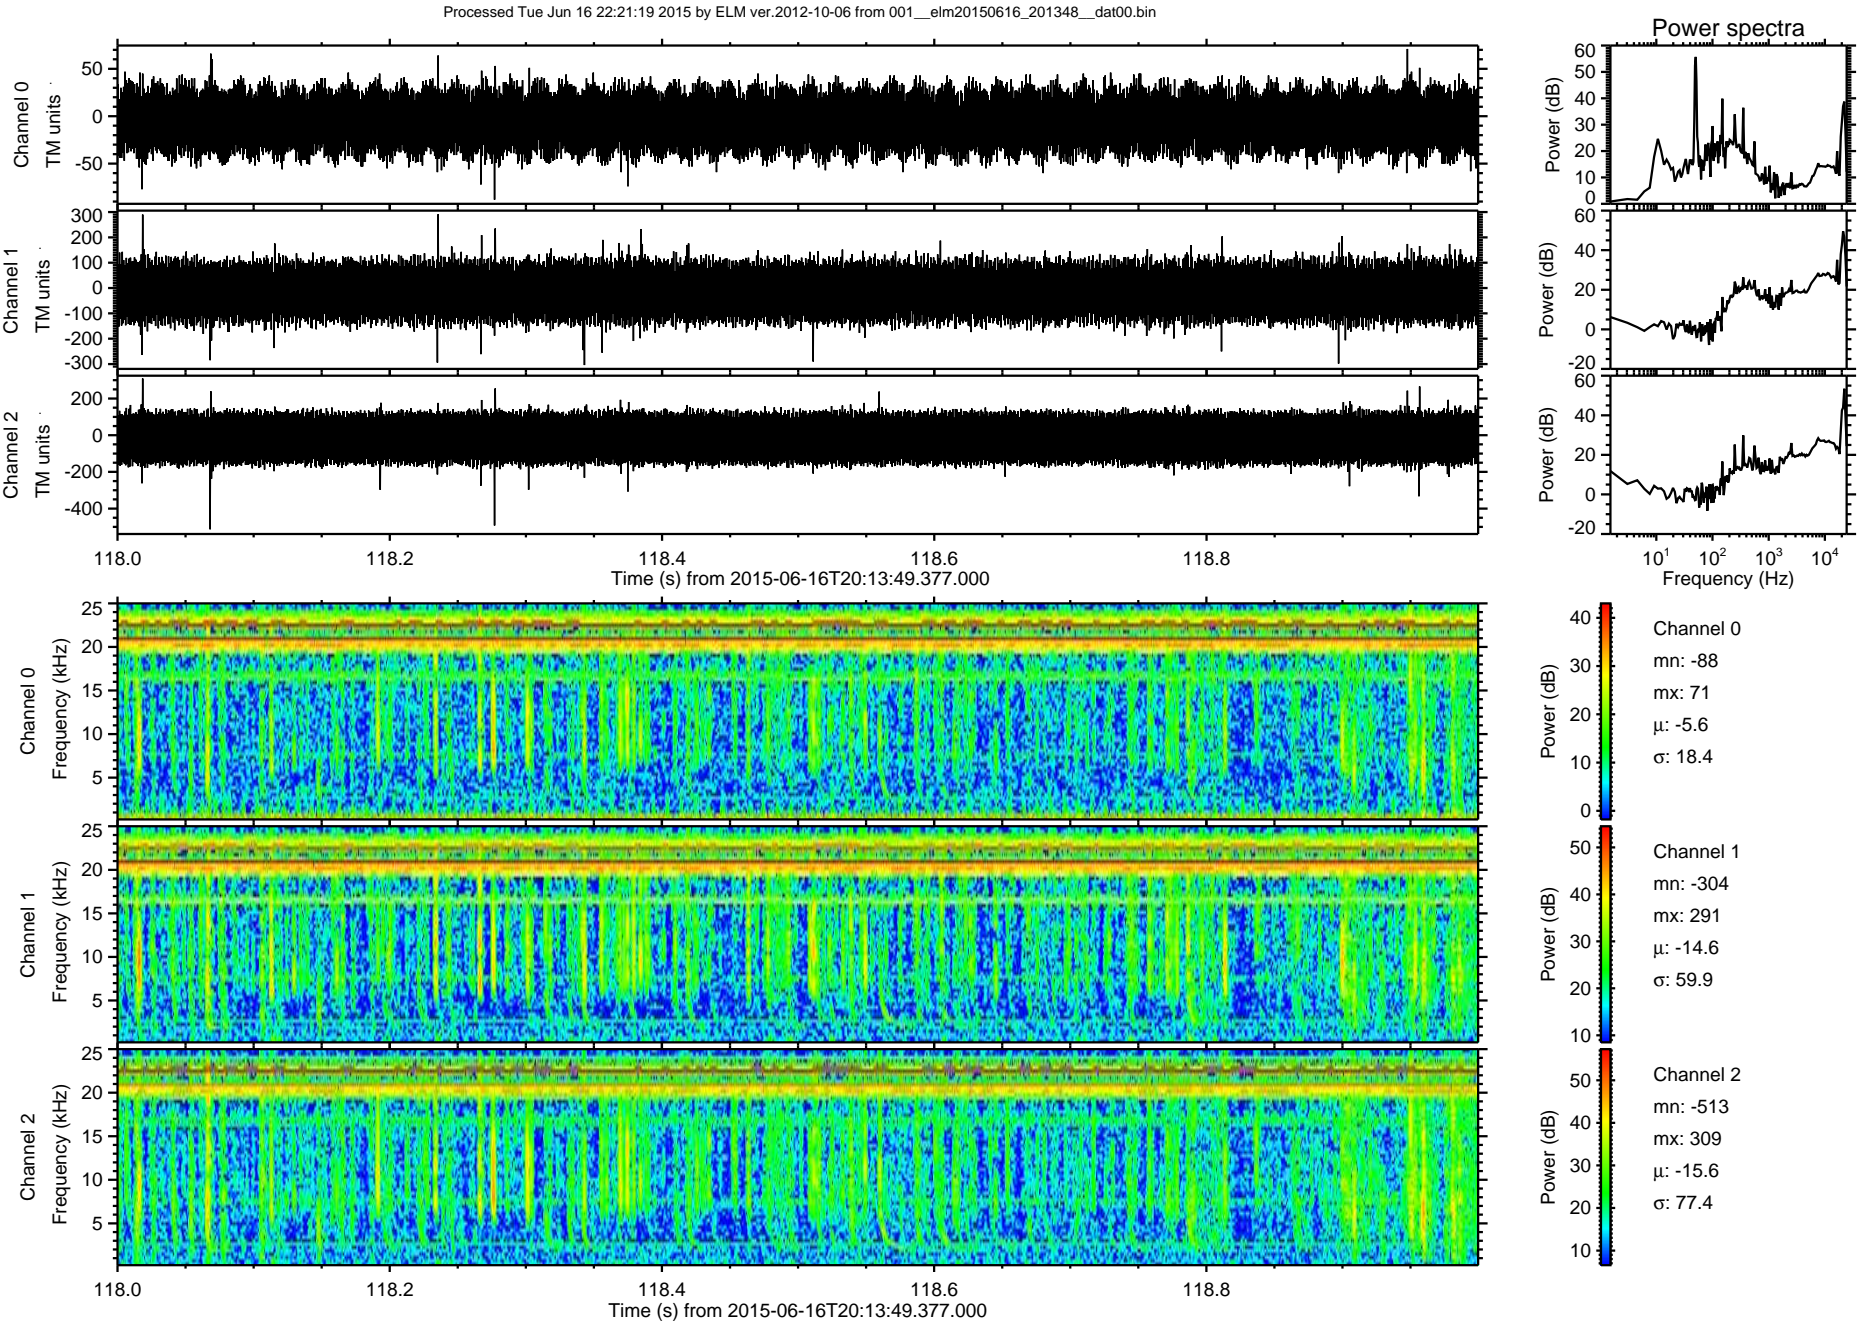 Processed Tue Jun 16 22:21:19 2015 by ELM ver.2012-10-06 from 001__elm20150616_201348__dat00.bin
Power spectra
Channel 0
TM units
50
0
-50
Power (dB)
60
50
40
30
20
10
0
Channel 1
TM units
300
200
100
0
-100
-200
-300
Power (dB)
60
40
20
0
-20
Channel 2
TM units
200
0
-200
-400
Power (dB)
60
40
20
0
-20
118.0 118.2 118.4 118.6 118.8
Time (s) from 2015-06-16T20:13:49.377.000
10^1 10^2 10^3 10^4
Frequency (Hz)
Channel 0
Frequency (kHz)
25
20
15
10
5
Power (dB)
40
30
20
10
0
Channel 0
mn: -88
mx: 71
μ: -5.6
σ: 18.4
Channel 1
Frequency (kHz)
25
20
15
10
5
Power (dB)
50
40
30
20
10
Channel 1
mn: -304
mx: 291
μ: -14.6
σ: 59.9
Channel 2
Frequency (kHz)
25
20
15
10
5
Power (dB)
50
40
30
20
10
Channel 2
mn: -513
mx: 309
μ: -15.6
σ: 77.4
118.0 118.2 118.4 118.6 118.8
Time (s) from 2015-06-16T20:13:49.377.000